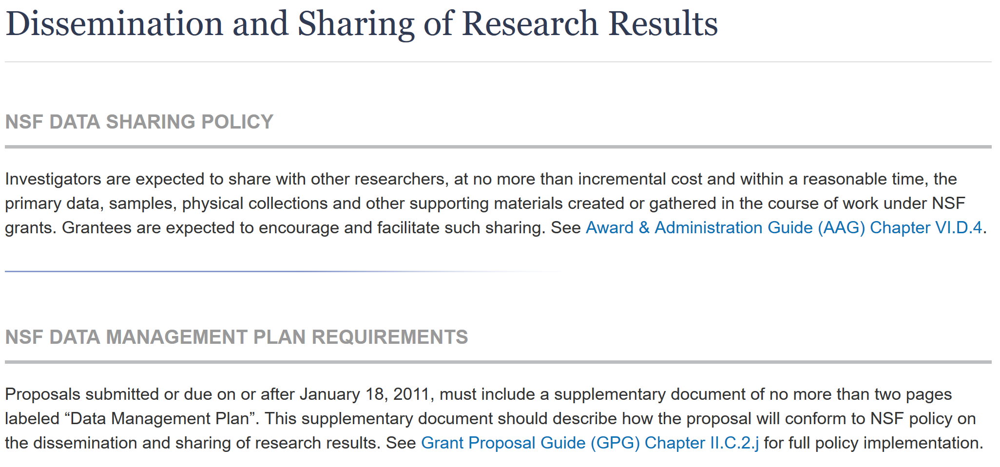 Dissemination and Sharing of Research Results
NSF DATA SHARING POLICY
Investigators are expected to share with other researchers, at no more than incremental cost and within a reasonable time, the
primary data, samples, physical collections and other supporting materials created or gathered in the course of work under NSF
grants. Grantees are expected to encourage and facilitate such sharing. See Award & Administration Guide (AAG) Chapter VI.D.4.
NSF DATA MANAGEMENT PLAN REQUIREMENTS
Proposals submitted or due on or after January 18, 2011, must include a supplementary document of no more than two pages
labeled “Data Management Plan”. This supplementary document should describe how the proposal will conform to NSF policy on
the dissemination and sharing of research results. See Grant Proposal Guide (GPG) Chapter II.C.2.j for full policy implementation.